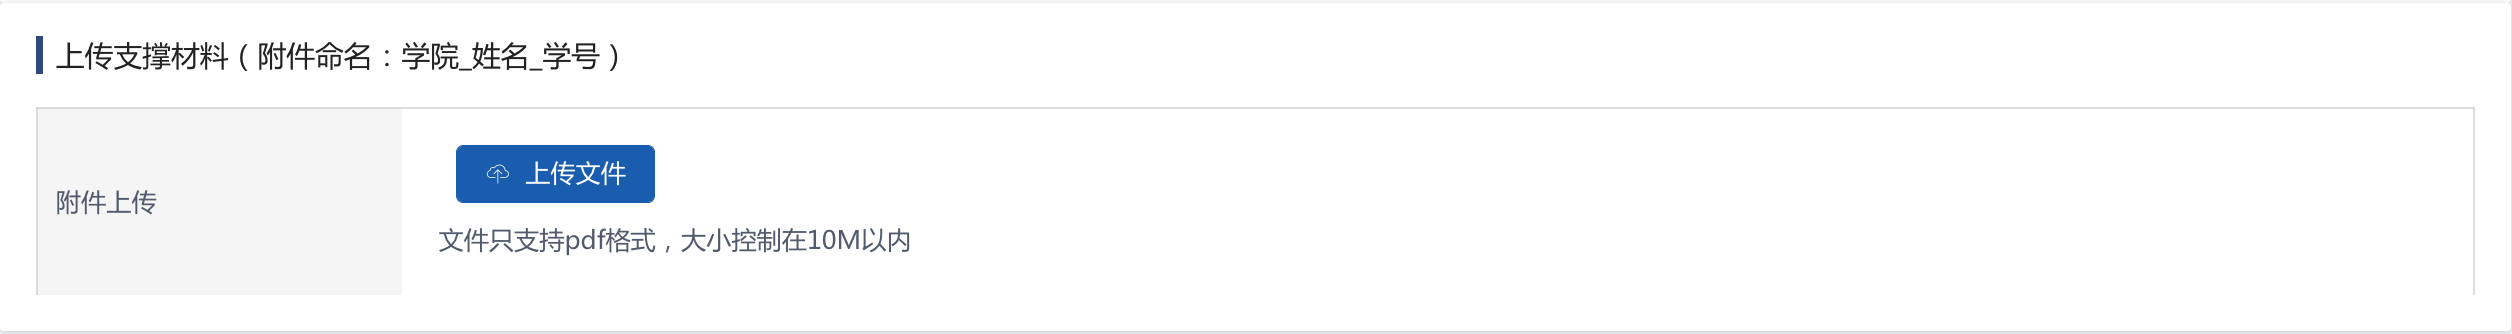 上传支撑材料（附件命名：学院_姓名_学号）
上传文件
附件上传
文件只支持pdf格式，大小控制在10M以内